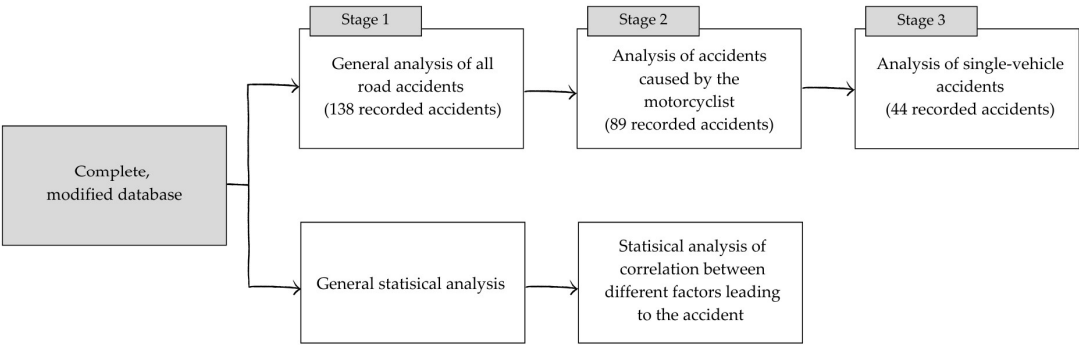 Stage 1
General analysis of all
road accidents
(138 recorded accidents)
Stage 2
Analysis of accidents
caused by the
motorcyclist
(89 recorded accidents)
Stage 3
Analysis of single-vehicle
accidents
(44 recorded accidents)
Complete,
modified database
General statisical analysis
Statisical analysis of
correlation between
different factors leading
to the accident